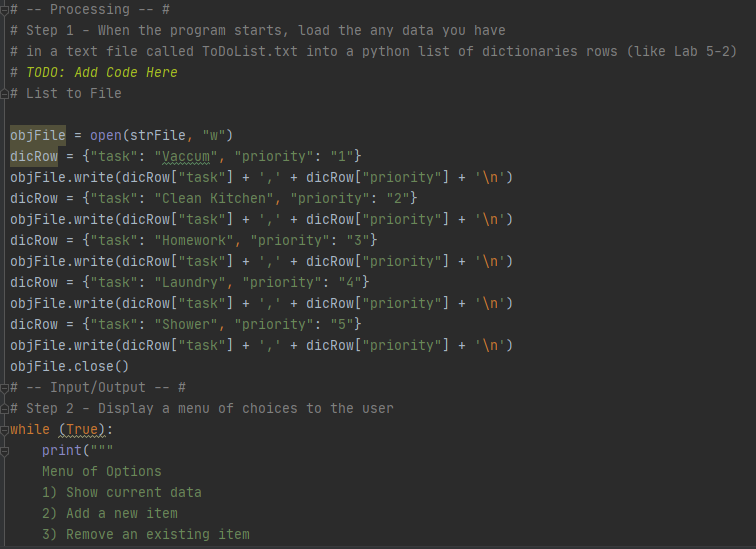 # -- Processing -- #
# Step 1 - When the program starts, load the any data you have
# in a text file called ToDoList.txt into a python list of dictionaries rows (like Lab 5-2)
# TODO: Add Code Here
# List to File
objFile = open(strFile, "w")
dicRow = {"task": "Vaccum", "priority": "1"}
objFile.write(dicRow["task"] + ',' + dicRow["priority"] + '\n')
dicRow = {"task": "Clean Kitchen", "priority": "2"}
objFile.write(dicRow["task"] + ',' + dicRow["priority"] + '\n')
dicRow = {"task": "Homework", "priority": "3"}
objFile.write(dicRow["task"] + ',' + dicRow["priority"] + '\n')
dicRow = {"task": "Laundry", "priority": "4"}
objFile.write(dicRow["task"] + ',' + dicRow["priority"] + '\n')
dicRow = {"task": "Shower", "priority": "5"}
objFile.write(dicRow["task"] + ',' + dicRow["priority"] + '\n')
objFile.close()
# -- Input/Output -- #
# Step 2 - Display a menu of choices to the user
while (True):
    print("""
    Menu of Options
    1) Show current data
    2) Add a new item
    3) Remove an existing item